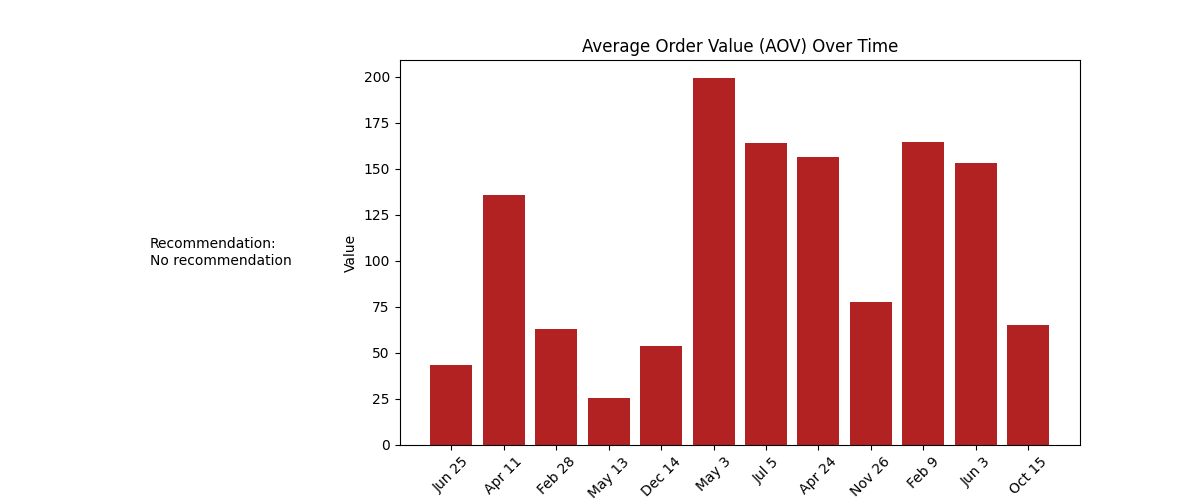 Average Order Value (AOV) Over Time
Recommendation:
No recommendation
Value
200
175
150
125
100
75
50
25
0
Jun 25
Apr 11
Feb 28
May 13
Dec 14
May 3
Jul 5
Apr 24
Nov 26
Feb 9
Jun 3
Oct 15